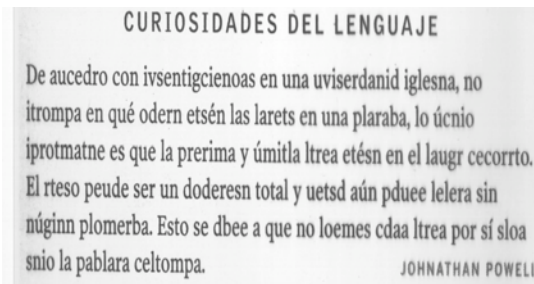 CURIOSIDADES DEL LENGUAJE
De aucedro con ivsentigcienoas en una uviserdanid iglesna, no
itrompa en qué odern etsén las larets en una plaraba, lo úcnio
iprotmatne es que la prerima y úmitla ltrea etésn en el laugr cecorrto.
El rteso peude ser un doderesn total y uetsd aún pduee lelera sin
núginn plomerba. Esto se dbee a que no loemes cdaa ltrea por sí sloa
snio la pablara celtompa.
JOHNATHAN POWELL